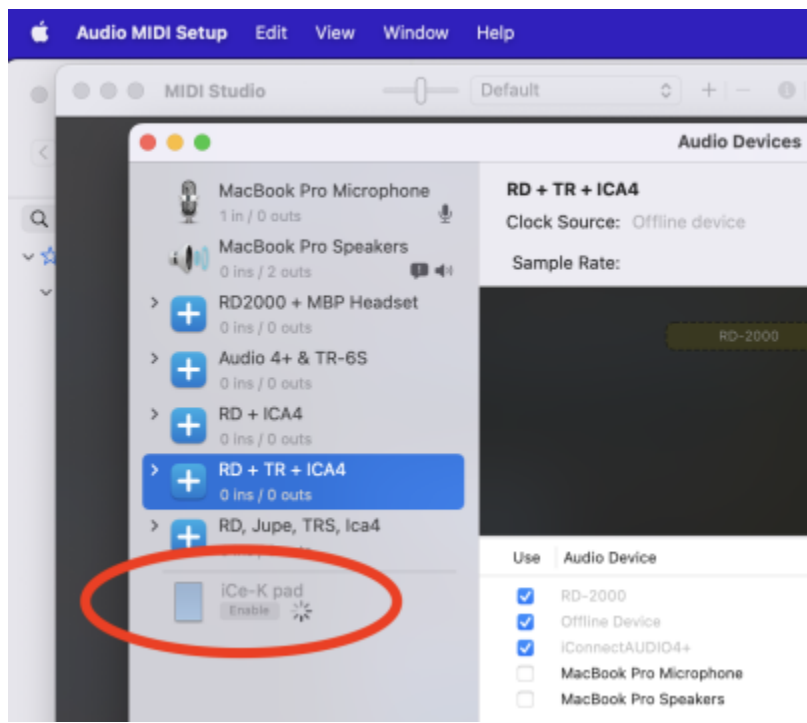 Audio MIDI Setup Edit View Window Help
MIDI Studio Default
Audio Devices
MacBook Pro Microphone
1 in / 0 outs
MacBook Pro Speakers
0 ins / 2 outs
RD2000 + MBP Headset
0 ins / 0 outs
Audio 4+ & TR-6S
0 ins / 0 outs
RD + ICA4
0 ins / 0 outs
RD + TR + ICA4
0 ins / 0 outs
RD, Jupe, TRS, Ica4
iCe-K pad
Enable
RD + TR + ICA4
Clock Source: Offline device
Sample Rate:
RD-2000
Use Audio Device
RD-2000
Offline Device
iConnectAUDIO4+
MacBook Pro Microphone
MacBook Pro Speakers